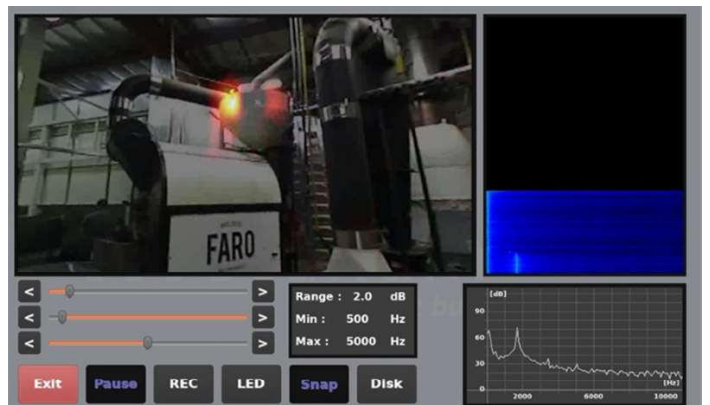 FARO
[dB]
90
60
30
0
2000
6000
10000
[Hz]
<
>
<
>
<
>
Range : 2.0 dB
Min : 500 Hz
Max : 5000 Hz
Exit
Pause
REC
LED
Snap
Disk